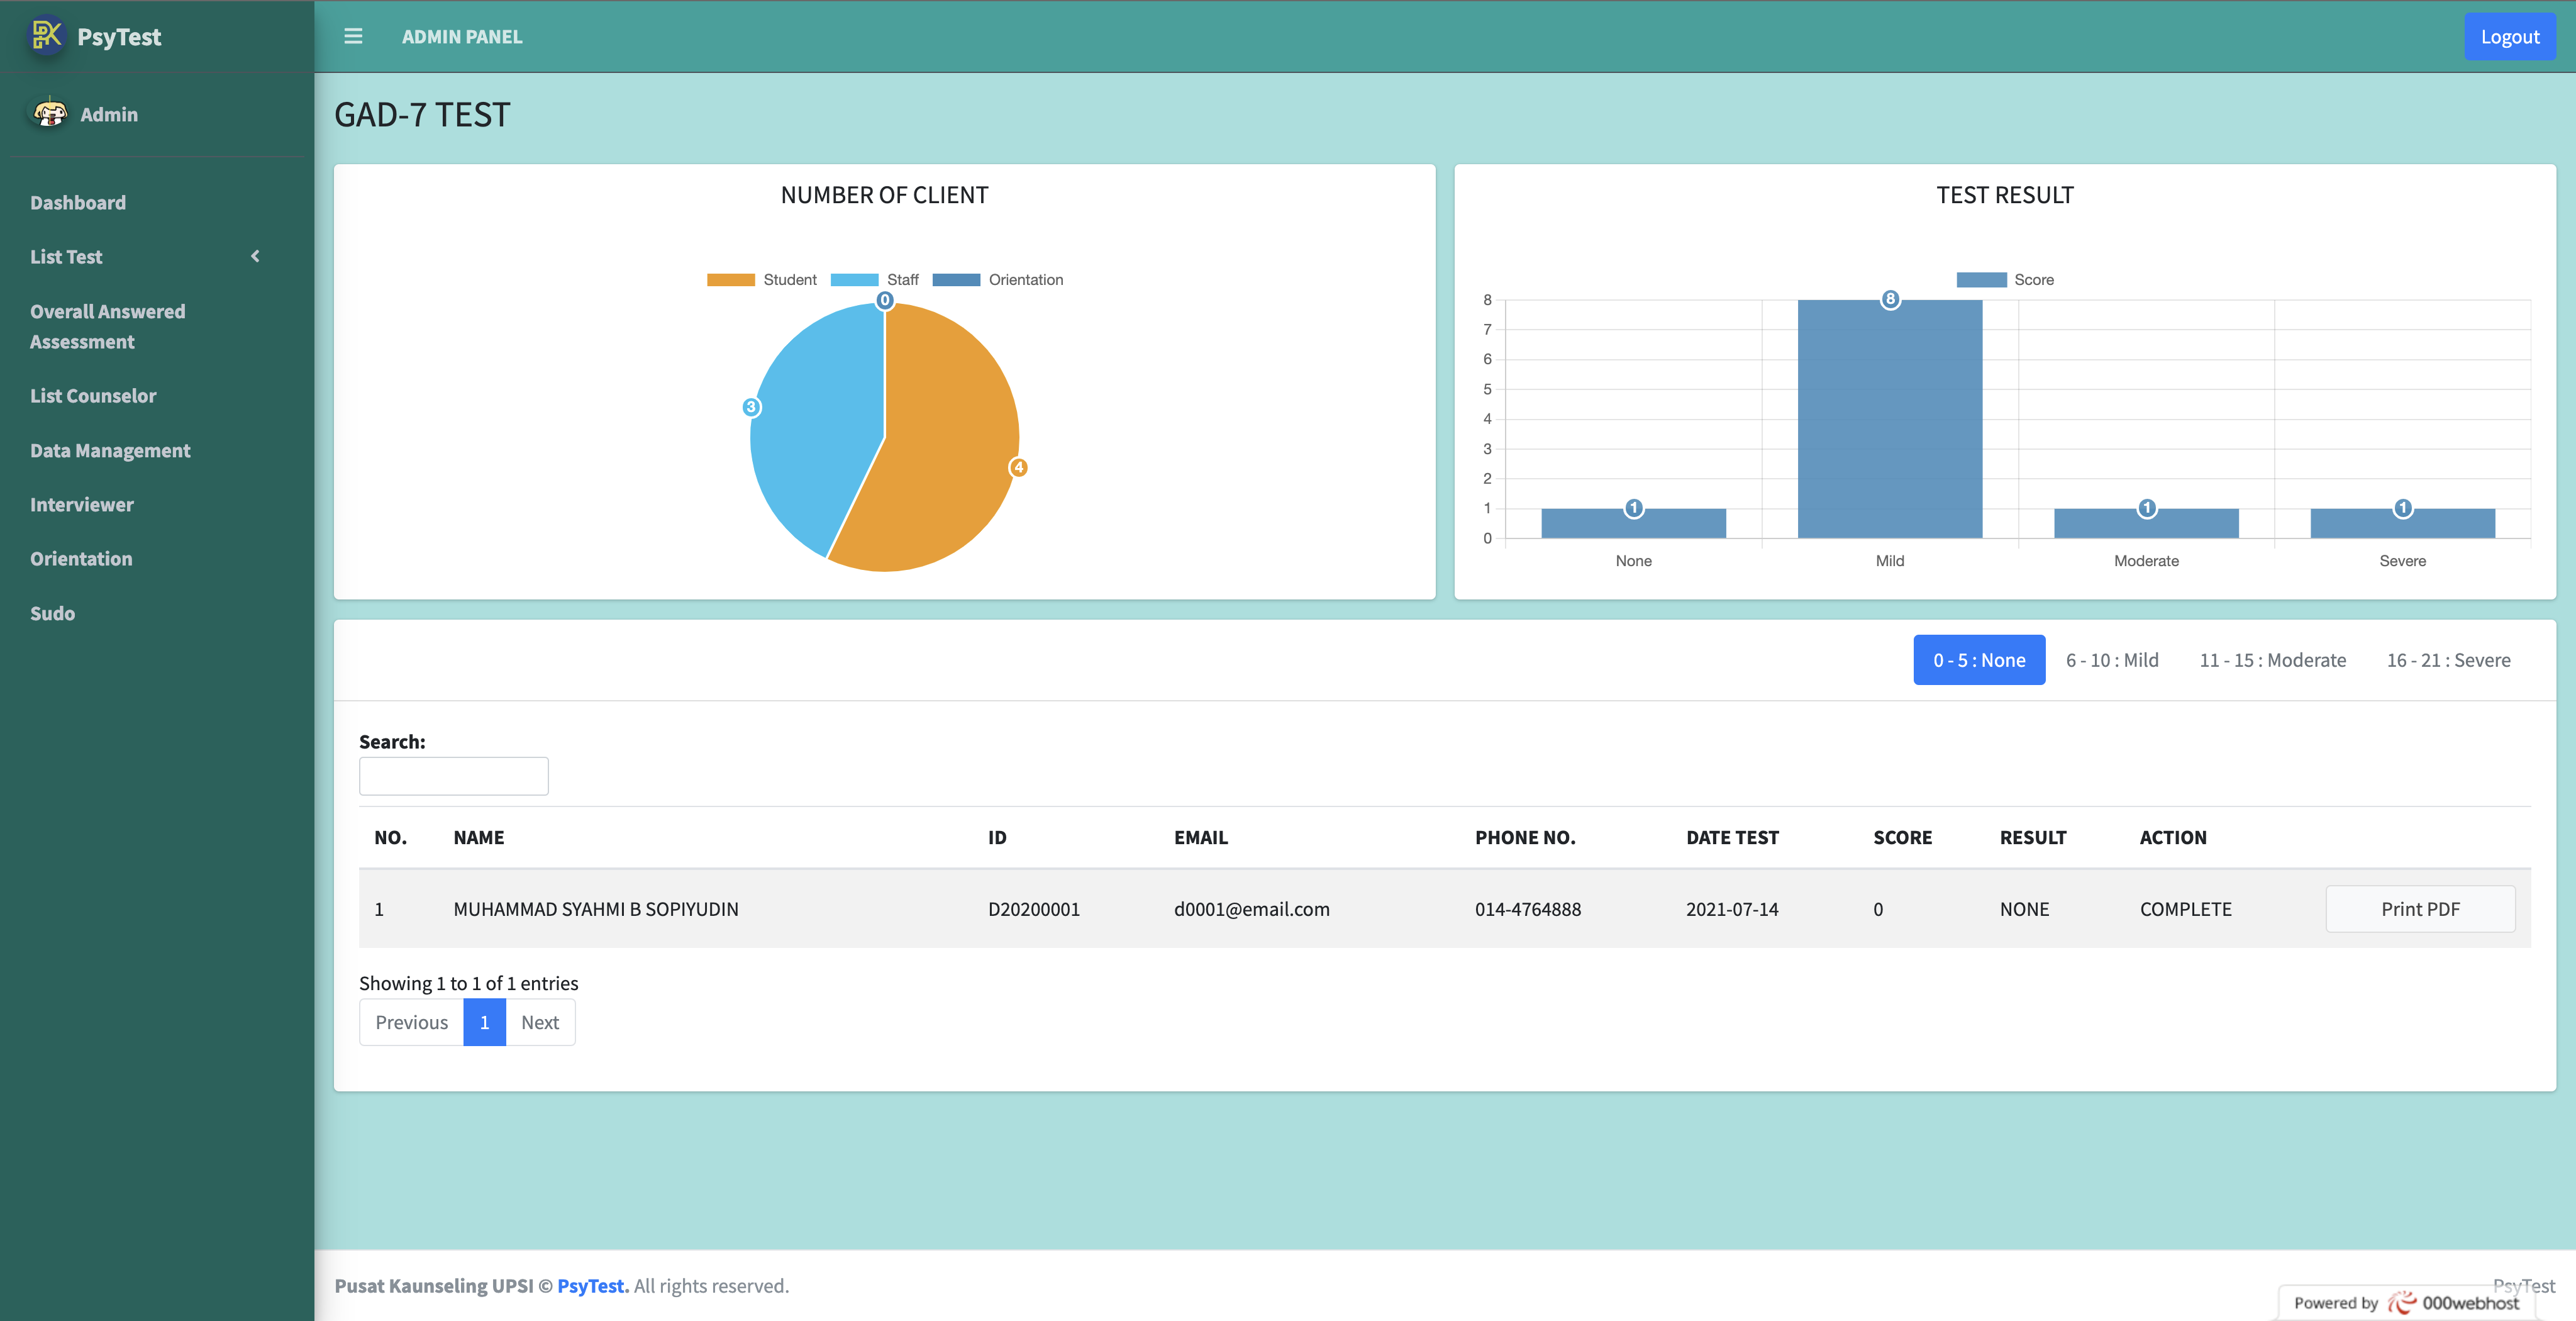 PsyTest
ADMIN PANEL
Logout
Admin
Dashboard
List Test
Overall Answered
Assessment
List Counselor
Data Management
Interviewer
Orientation
Sudo
GAD-7 TEST
NUMBER OF CLIENT
Student Staff Orientation
0
3
4
TEST RESULT
Score
8
7
6
5
4
3
2
1
0
1
8
1
1
None Mild Moderate Severe
0 - 5 : None 6 - 10 : Mild 11 - 15 : Moderate 16 - 21 : Severe
Search:
NO. NAME ID EMAIL PHONE NO. DATE TEST SCORE RESULT ACTION
1 MUHAMMAD SYAHMI B SOPIYUDIN D20200001 d0001@email.com 014-4764888 2021-07-14 0 NONE COMPLETE Print PDF
Showing 1 to 1 of 1 entries
Previous 1 Next
Pusat Kaunseling UPSI © PsyTest. All rights reserved.
PsyTest
Powered by 000webhost